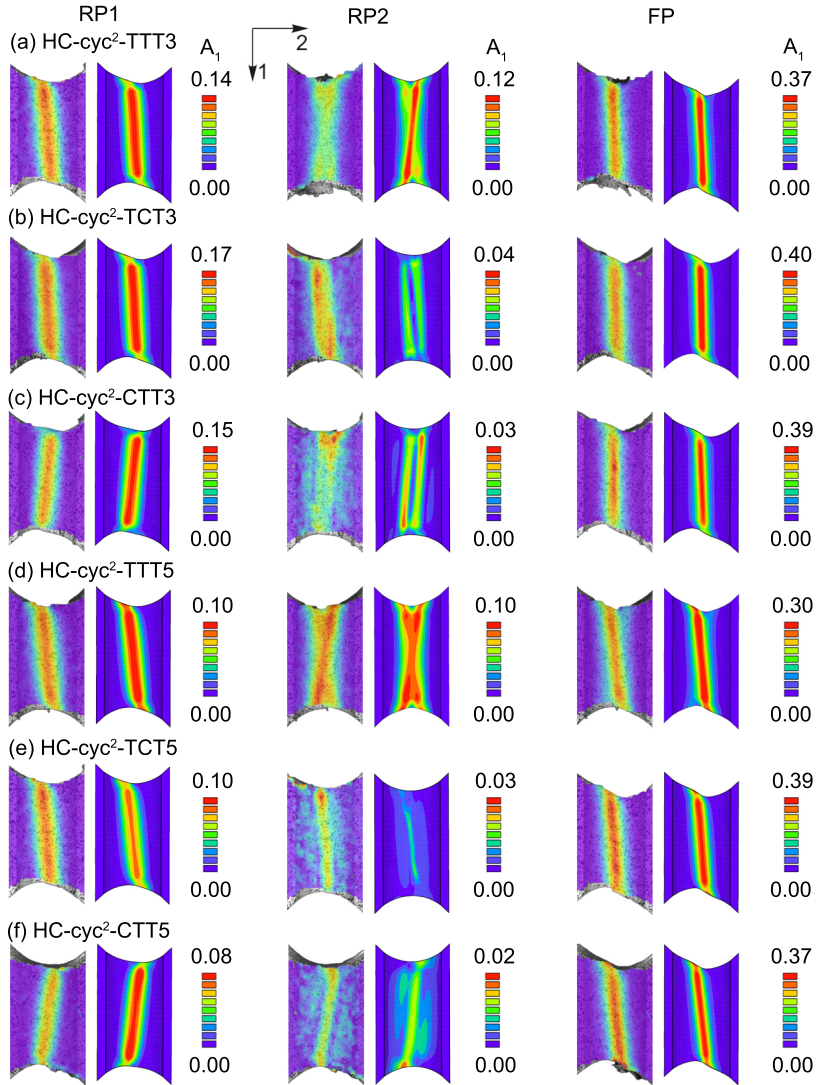 RP1 RP2 FP
(a) HC-cyc²-TTT3
1 2
A₁ A₁ A₁
0.14 0.12 0.37
0.00 0.00 0.00
(b) HC-cyc²-TCT3
0.17 0.04 0.40
0.00 0.00 0.00
(c) HC-cyc²-CTT3
0.15 0.03 0.39
0.00 0.00 0.00
(d) HC-cyc²-TTT5
0.10 0.10 0.30
0.00 0.00 0.00
(e) HC-cyc²-TCT5
0.10 0.03 0.39
0.00 0.00 0.00
(f) HC-cyc²-CTT5
0.08 0.02 0.37
0.00 0.00 0.00